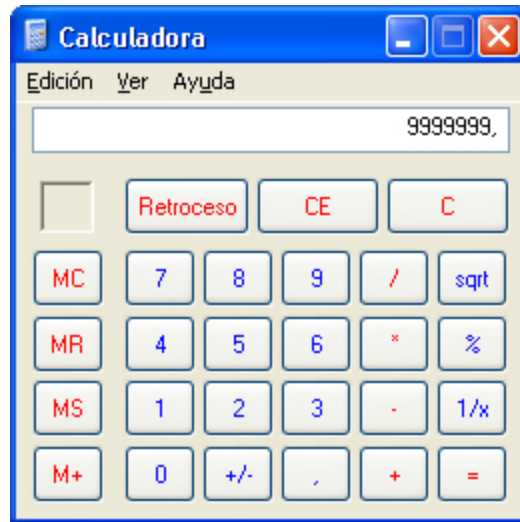 Calculadora
Edición Ver Ayuda
9999999,
Retroceso CE C
MC 7 8 9 / sqrt
MR 4 5 6 * %
MS 1 2 3 - 1/x
M+ 0 +/- , + =